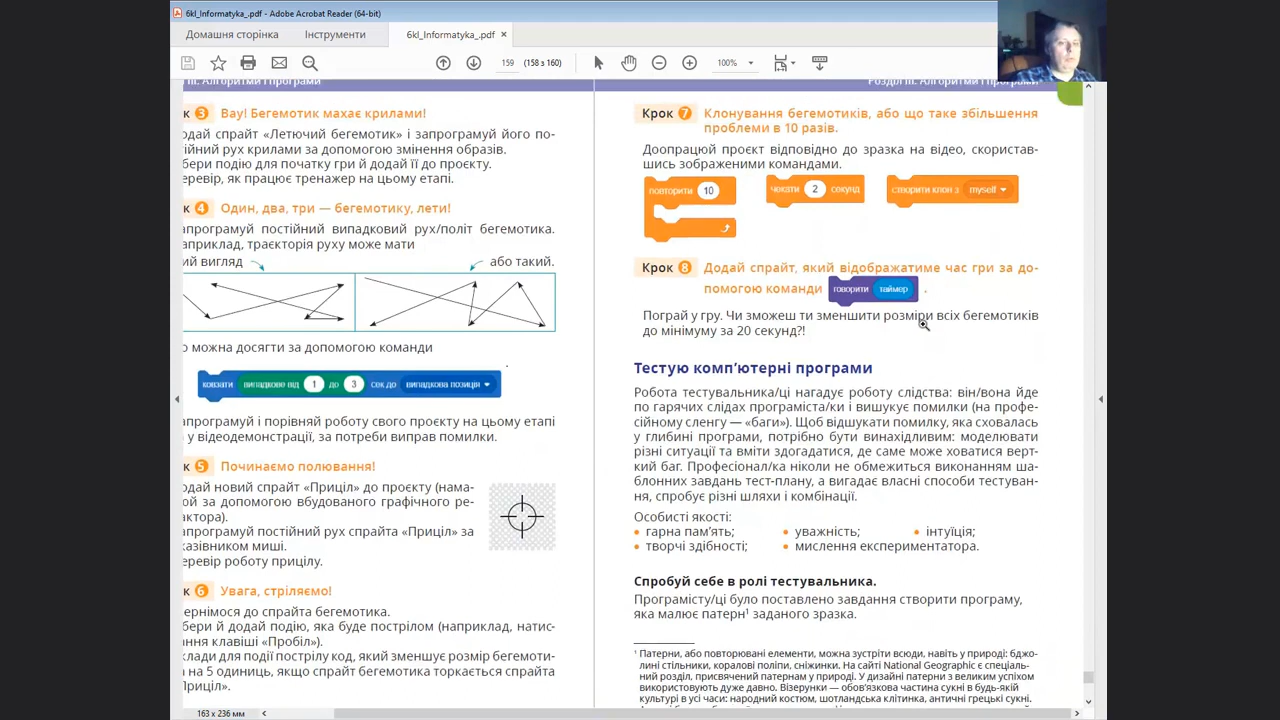 6kl_Informatyka_.pdf - Adobe Acrobat Reader (64-bit)
Домашня сторінка Інструменти 6kl_Informatyka_.pdf ×
159 (158 з 160) 100%
Розділ III. Алгоритми і програми
к 3 Вау! Бегемотик махає крилами!
одай спрайт «Летючий бегемотик» і запрограмуй його по-
тійний рух крилами за допомогою змінення образів.
бери подію для початку гри й додай її до проєкту.
еревір, як працює тренажер на цьому етапі.
к 4 Один, два, три — бегемотику, лети!
апрограмуй постійний випадковий рух/політ бегемотика.
априклад, траєкторія руху може мати
ий вигляд або такий.
о можна досягти за допомогою команди
ковзати випадкове від 1 до 3 сек до випадкова позиція
апрограмуй і порівняй роботу свого проєкту на цьому етапі
у відеодемонстрації, за потреби виправ помилки.
к 5 Починаємо полювання!
одай новий спрайт «Приціл» до проєкту (нама-
ой за допомогою вбудованого графічного ре-
актора).
апрограмуй постійний рух спрайта «Приціл» за
казівником миші.
еревір роботу прицілу.
к 6 Увага, стріляємо!
ернімося до спрайта бегемотика.
бери й додай подію, яка буде пострілом (наприклад, натис-
ання клавіші «Пробіл»).
клади для події пострілу код, який зменшує розмір бегемоти-
а на 5 одиниць, якщо спрайт бегемотика торкається спрайта
Приціл».
163 x 236 мм
Розділ III. Алгоритми і програми
Крок 7 Клонування бегемотиків, або що таке збільшення
проблеми в 10 разів.
Доопрацюй проєкт відповідно до зразка на відео, скористав-
шись зображеними командами.
повторити 10 чекати 2 секунд створити клон з myself
Крок 8 Додай спрайт, який відображатиме час гри за до-
помогою команди говорити таймер .
Пограй у гру. Чи зможеш ти зменшити розміри всіх бегемотиків
до мінімуму за 20 секунд?!
Тестую комп’ютерні програми
Робота тестувальника/ці нагадує роботу слідства: він/вона йде
по гарячих слідах програміста/ки і вишукує помилки (на профе-
сійному сленгу — «баги»). Щоб відшукати помилку, яка сховалась
у глибині програми, потрібно бути винахідливим: моделювати
різні ситуації та вміти здогадатися, де саме може ховатися верт-
кий баг. Професіонал/ка ніколи не обмежиться виконанням ша-
блонних завдань тест-плану, а вигадає власні способи тестуван-
ня, спробує різні шляхи і комбінації.
Особисті якості:
• гарна пам’ять; • уважність; • інтуїція;
• творчі здібності; • мислення експериментатора.
Спробуй себе в ролі тестувальника.
Програмісту/ці було поставлено завдання створити програму,
яка малює патерн¹ заданого зразка.
¹ Патерни, або повторювані елементи, можна зустріти всюди, навіть у природі: бджо-
лині стільники, коралові поліпи, сніжинки. На сайті National Geographic є спеціаль-
ний розділ, присвячений патернам у природі. У дизайні патерни з великим успіхом
використовують дуже давно. Візерунки — обов’язкова частина сукні в будь-якій
культурі в усі часи: народний костюм, шотландська клітинка, античні грецькі сукні.